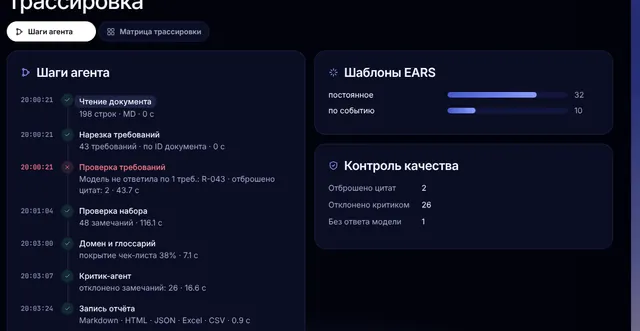 трассировка
Шаги агента
Матрица трассировки
Шаги агента
20:00:21
Чтение документа
198 строк · MD · 0 с
20:00:21
Нарезка требований
43 требований · по ID документа · 0 с
20:00:21
Проверка требований
Модель не ответила по 1 треб.: R-043 · отброшено
цитат: 2 · 43.7 с
20:01:04
Проверка набора
48 замечаний · 116.1 с
20:03:00
Домен и глоссарий
покрытие чек-листа 38% · 7.1 с
20:03:07
Критик-агент
отклонено замечаний: 26 · 16.6 с
20:03:24
Запись отчёта
Markdown · HTML · JSON · Excel · CSV · 0.9 с
Шаблоны EARS
постоянное 32
по событию 10
Контроль качества
Отброшено цитат 2
Отклонено критиком 26
Без ответа модели 1